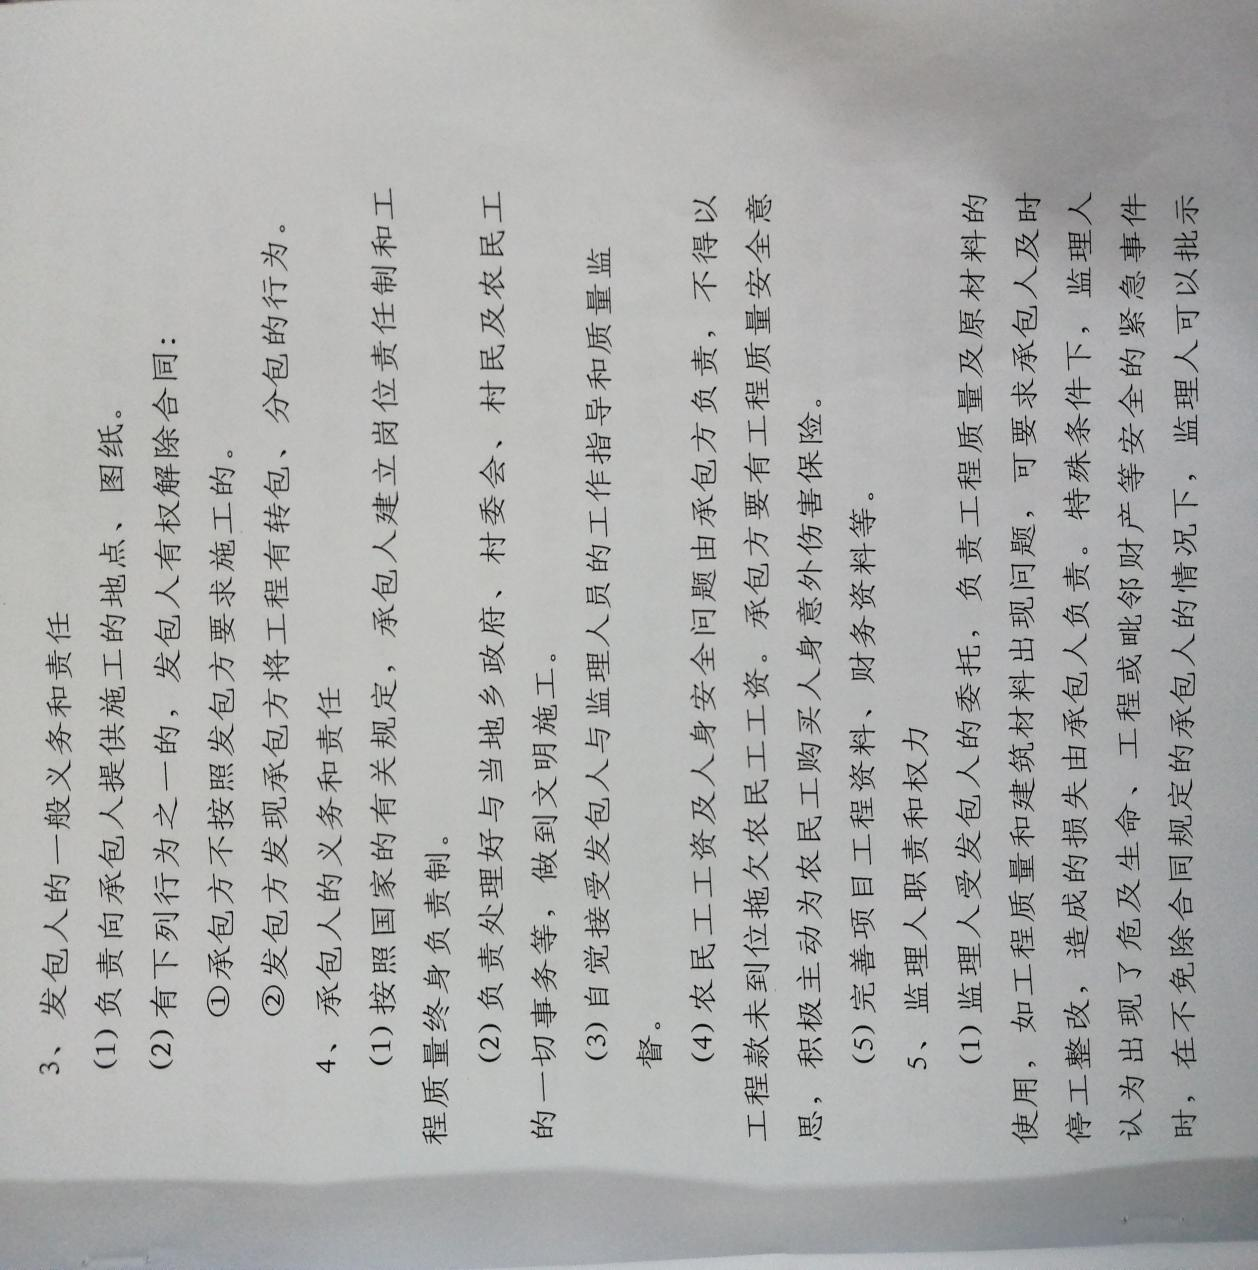 3、发包人的一般义务和责任
(1)负责向承包人提供施工的地点、图纸。
(2)有下列行为之一的，发包人有权解除合同：
①承包方不按照发包方要求施工的。
②发包方发现承包方将工程有转包、分包的行为。
4、承包人的义务和责任
(1)按照国家的有关规定，承包人建立岗位责任制和工
程质量终身负责制。
(2)负责处理好与当地乡政府、村委会、村民及农民工
的一切事务等，做到文明施工。
(3)自觉接受发包人与监理人员的工作指导和质量监
督。
(4)农民工工资及人身安全问题由承包方负责，不得以
工程款未到位拖欠农民工工资。承包方要有工程质量安全意
思，积极主动为农民工购买人身意外伤害保险。
(5)完善项目工程资料、财务资料等。
5、监理人职责和权力
(1)监理人受发包人的委托，负责工程质量及原材料的
使用，如工程质量和建筑材料出现问题，可要求承包人及时
停工整改，造成的损失由承包人负责。特殊条件下，监理人
认为出现了危及生命、工程或毗邻财产等安全的紧急事件
时，在不免除合同规定的承包人的情况下，监理人可以批示